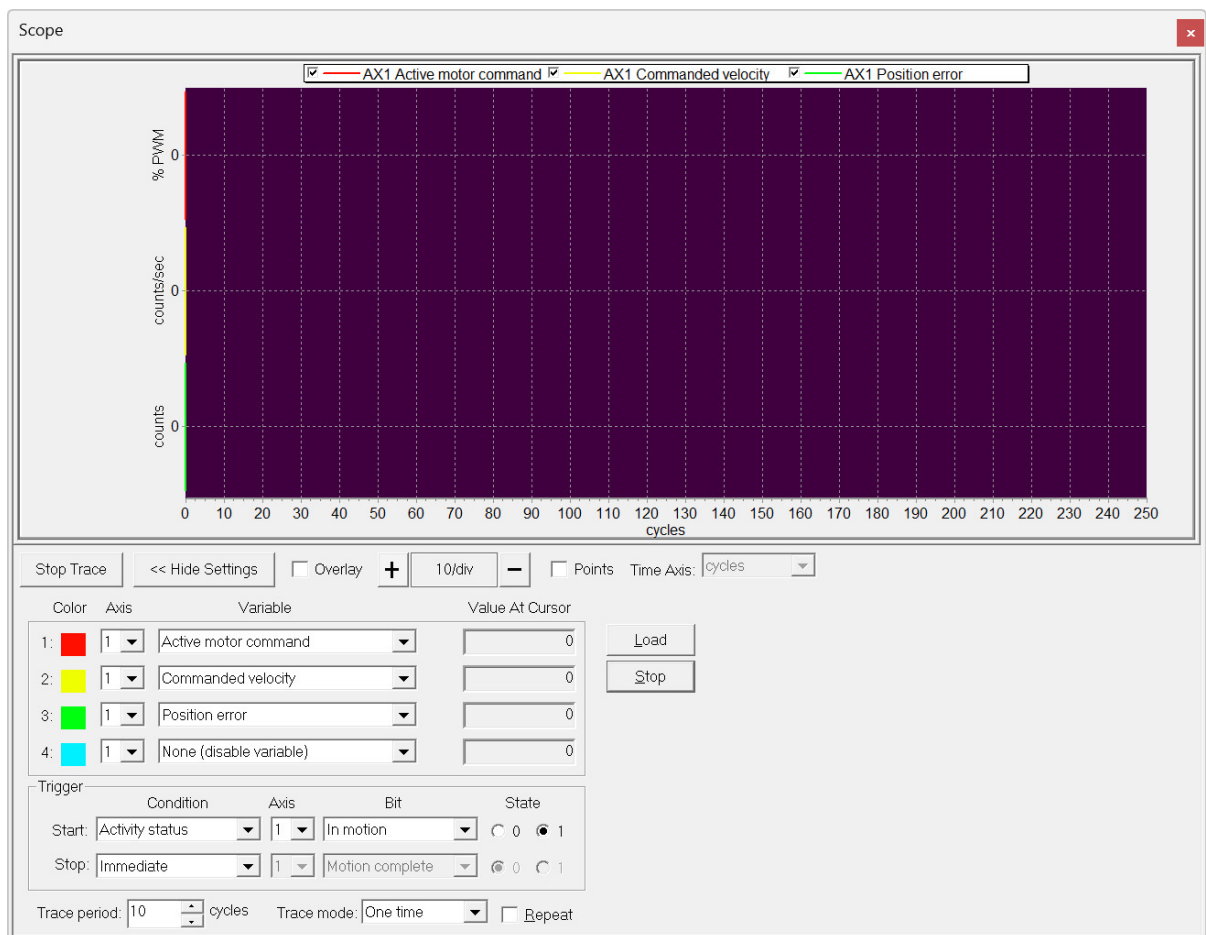 Scope
AX1 Active motor command AX1 Commanded velocity AX1 Position error
% PWM 0
counts/sec 0
counts 0
0 10 20 30 40 50 60 70 80 90 100 110 120 130 140 150 160 170 180 190 200 210 220 230 240 250
cycles
Stop Trace << Hide Settings Overlay + 10/div − Points Time Axis: cycles
Color Axis Variable Value At Cursor
1: 1 Active motor command 0 Load
2: 1 Commanded velocity 0 Stop
3: 1 Position error 0
4: 1 None (disable variable) 0
Trigger
Condition Axis Bit State
Start: Activity status 1 In motion 0 1
Stop: Immediate 1 Motion complete 0 1
Trace period: 10 cycles Trace mode: One time Repeat